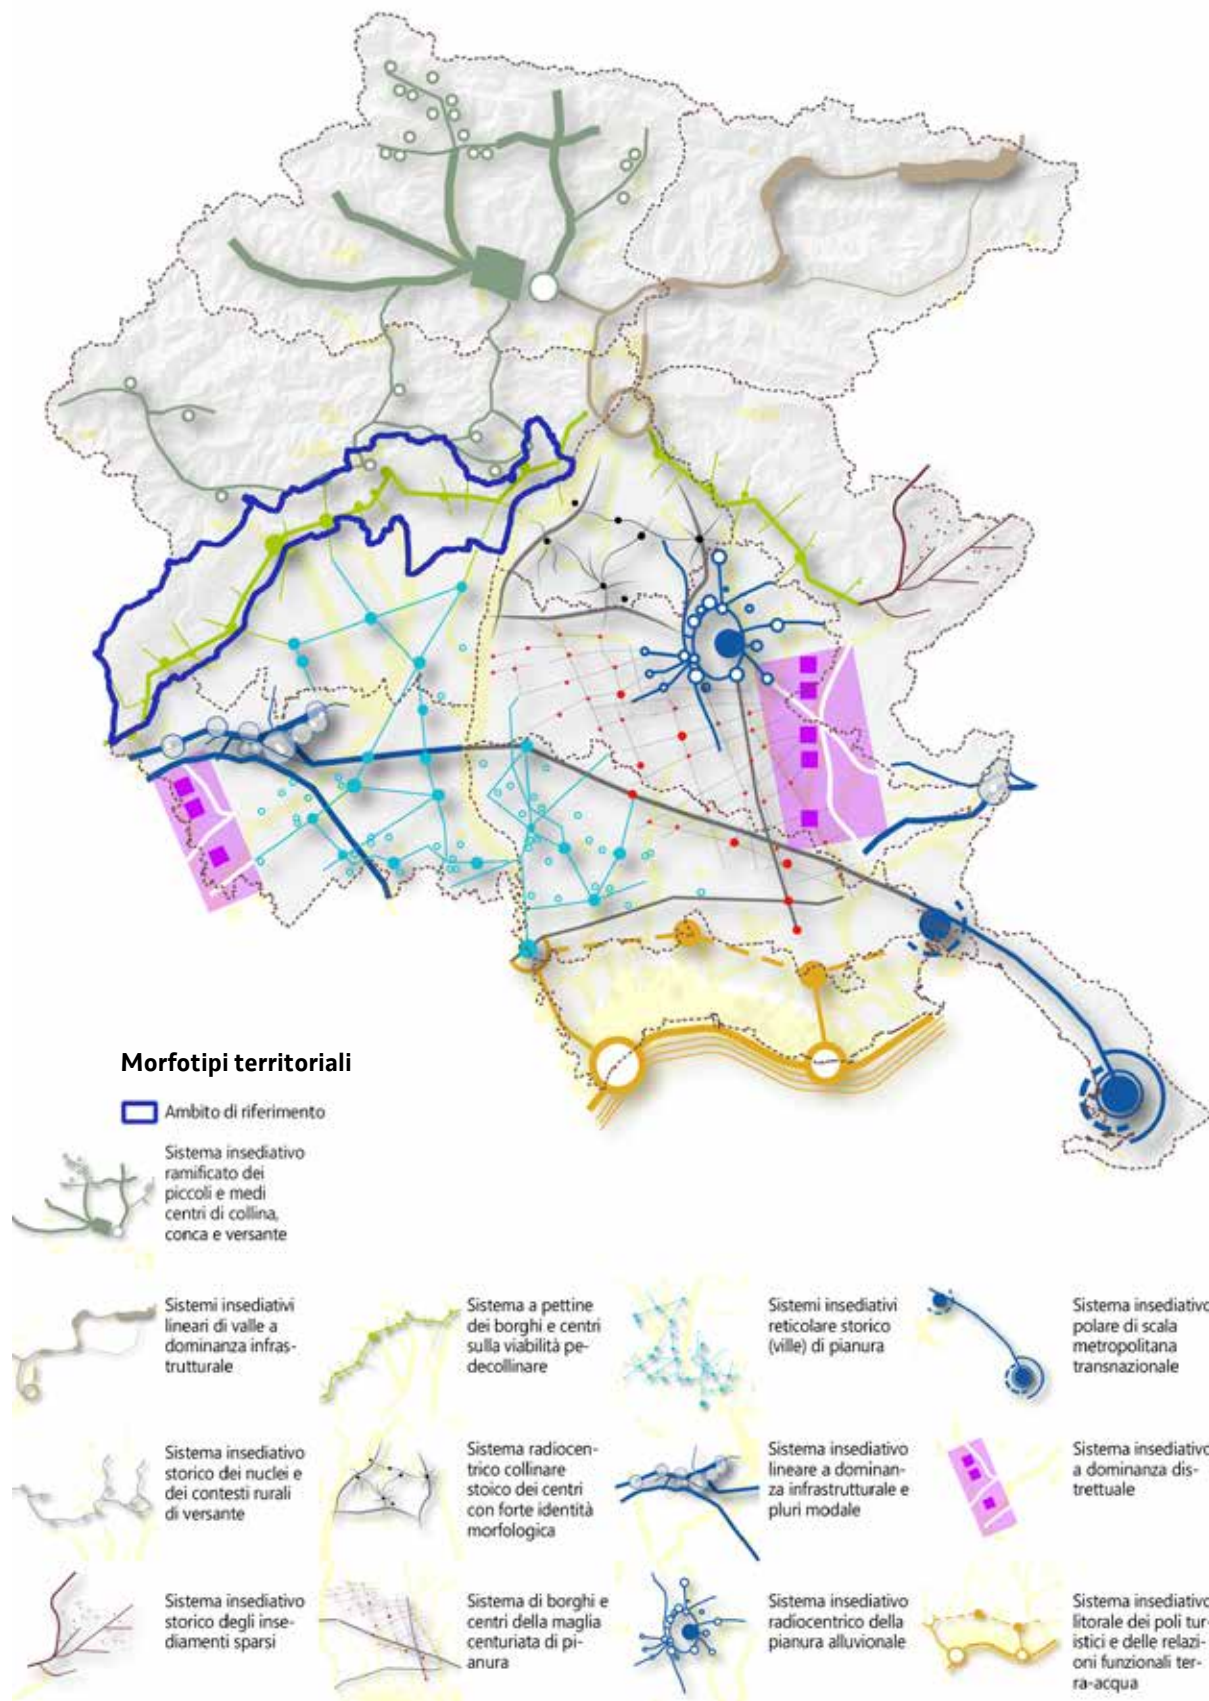 Morfotipi territoriali
Ambito di riferimento
Sistema insediativo
ramificato dei
piccoli e medi
centri di collina,
conca e versante
Sistemi insediativi
lineari di valle a
dominanza infras-
trutturale
Sistema a pettine
dei borghi e centri
sulla viabilità pe-
decollinare
Sistemi insediativi
reticolare storico
(ville) di pianura
Sistema insediativo
polare di scala
metropolitana
transnazionale
Sistema insediativo
storico dei nuclei e
dei contesti rurali
di versante
Sistema radiocen-
trico collinare
stoico dei centri
con forte identità
morfologica
Sistema insediativo
lineare a dominan-
za infrastrutturale e
pluri modale
Sistema insediativo
a dominanza dis-
trettuale
Sistema insediativo
storico degli inse-
diamenti sparsi
Sistema di borghi e
centri della maglia
centuriata di pi-
anura
Sistema insediativo
radiocentrico della
pianura alluvionale
Sistema insediativo
litorale dei poli tur-
istici e delle relazi-
oni funzionali ter-
ra-acqua